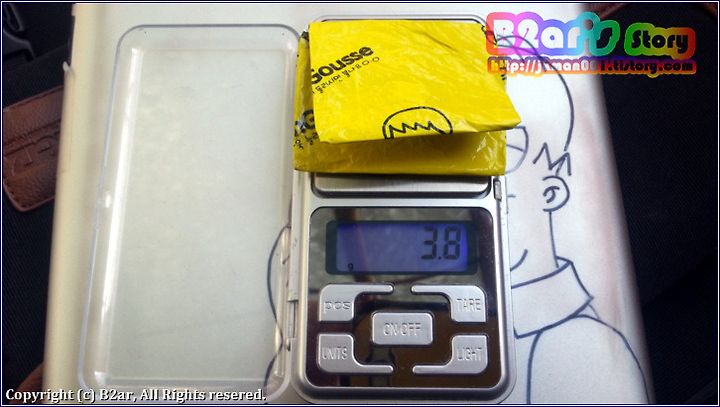 B2ar's Story
Gousse
3.8
g
pcs
TARE
ON/OFF
UNITS
LIGHT
Copyright (c) B2ar, All Rights resered.